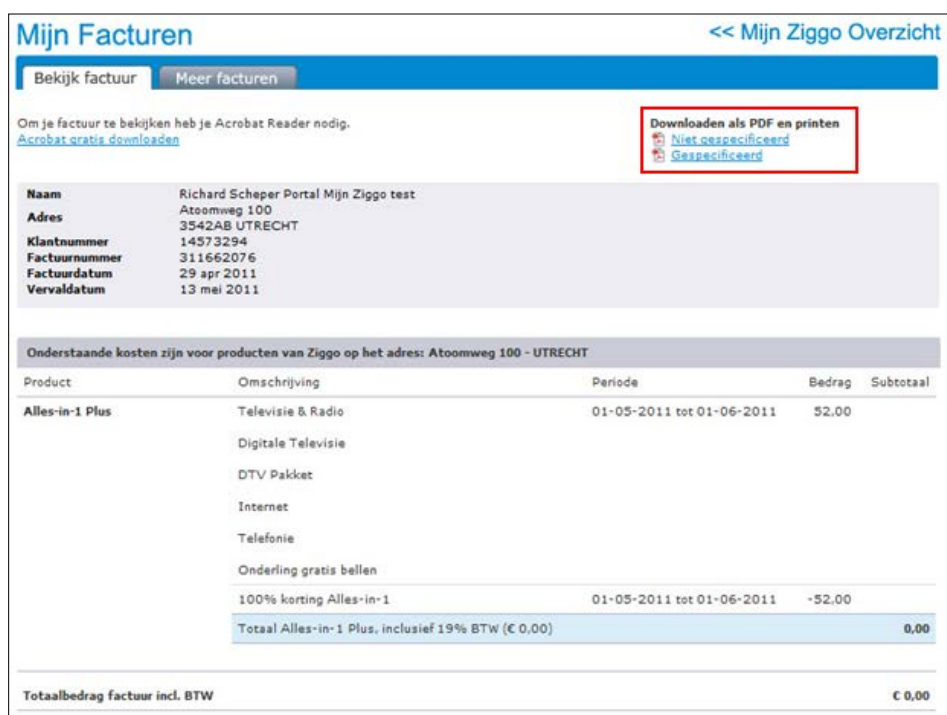 Mijn Facturen
<< Mijn Ziggo Overzicht
Bekijk factuur Meer facturen
Om je factuur te bekijken heb je Acrobat Reader nodig.
Acrobat gratis downloaden
Downloaden als PDF en printen
Niet gespecificeerd
Gespecificeerd
Naam Richard Scheper Portal Mijn Ziggo test
Adres Atoomweg 100
3542AB UTRECHT
Klantnummer 14573294
Factuurnummer 311662076
Factuurdatum 29 apr 2011
Vervaldatum 13 mei 2011
Onderstaande kosten zijn voor producten van Ziggo op het adres: Atoomweg 100 - UTRECHT
Product Omschrijving Periode Bedrag Subtotaal
Alles-in-1 Plus Televisie & Radio 01-05-2011 tot 01-06-2011 52,00
Digitale Televisie
DTV Pakket
Internet
Telefonie
Onderling gratis bellen
100% korting Alles-in-1 01-05-2011 tot 01-06-2011 -52,00
Totaal Alles-in-1 Plus, inclusief 19% BTW (€ 0,00) 0,00
Totaalbedrag factuur incl. BTW € 0,00